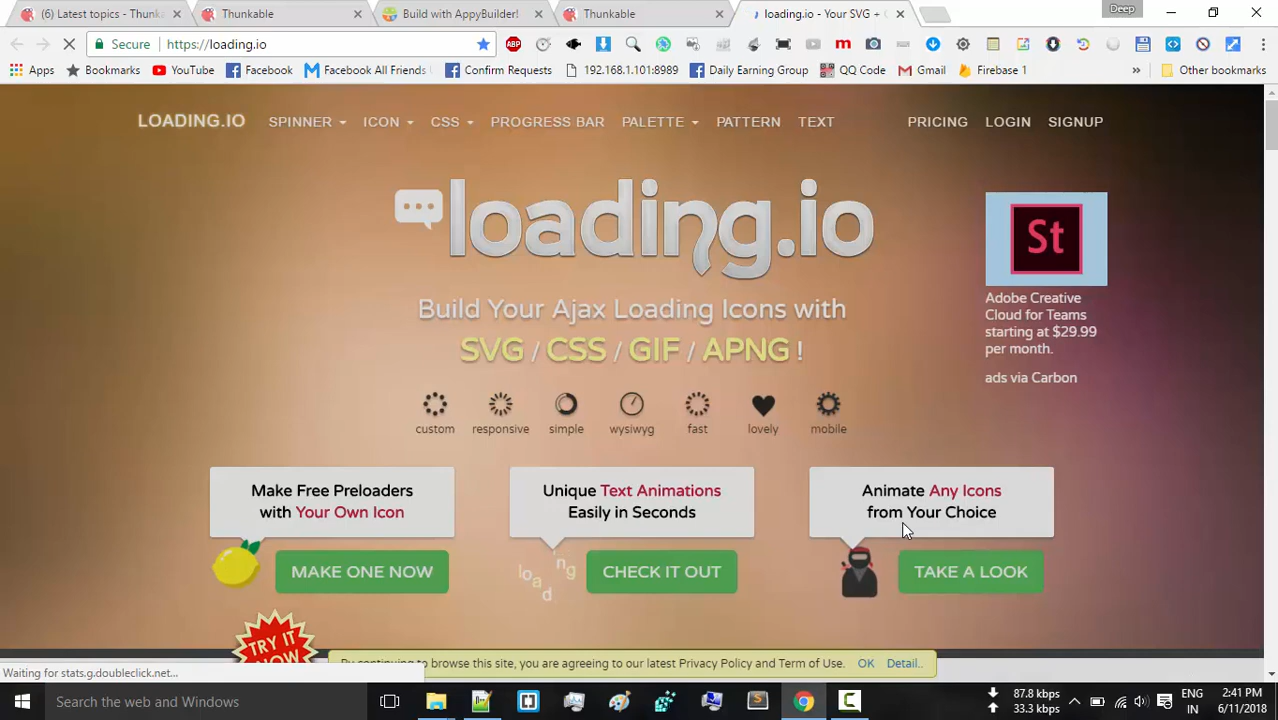 (6) Latest topics - Thunka
Thunkable
Build with AppyBuilder!
Thunkable
loading.io - Your SVG + 
Deep
Secure
https://loading.io
Apps
Bookmarks
YouTube
Facebook
Facebook All Friends
Confirm Requests
192.168.1.101:8989
Daily Earning Group
QQ Code
Gmail
Firebase 1
»
Other bookmarks
LOADING.IO
SPINNER
ICON
CSS
PROGRESS BAR
PALETTE
PATTERN
TEXT
PRICING
LOGIN
SIGNUP
loading.io
St
Build Your Ajax Loading Icons with
SVG / CSS / GIF / APNG !
Adobe Creative
Cloud for Teams
starting at $29.99
per month.
ads via Carbon
custom
responsive
simple
wysiwyg
fast
lovely
mobile
Make Free Preloaders
with Your Own Icon
Unique Text Animations
Easily in Seconds
Animate Any Icons
from Your Choice
MAKE ONE NOW
load ng
CHECK IT OUT
TAKE A LOOK
TRY IT
NOW
By continuing to browse this site, you are agreeing to our latest Privacy Policy and Term of Use.
OK
Detail..
Waiting for stats.g.doubleclick.net...
Search the web and Windows
87.8 kbps
33.3 kbps
ENG
IN
2:41 PM
6/11/2018